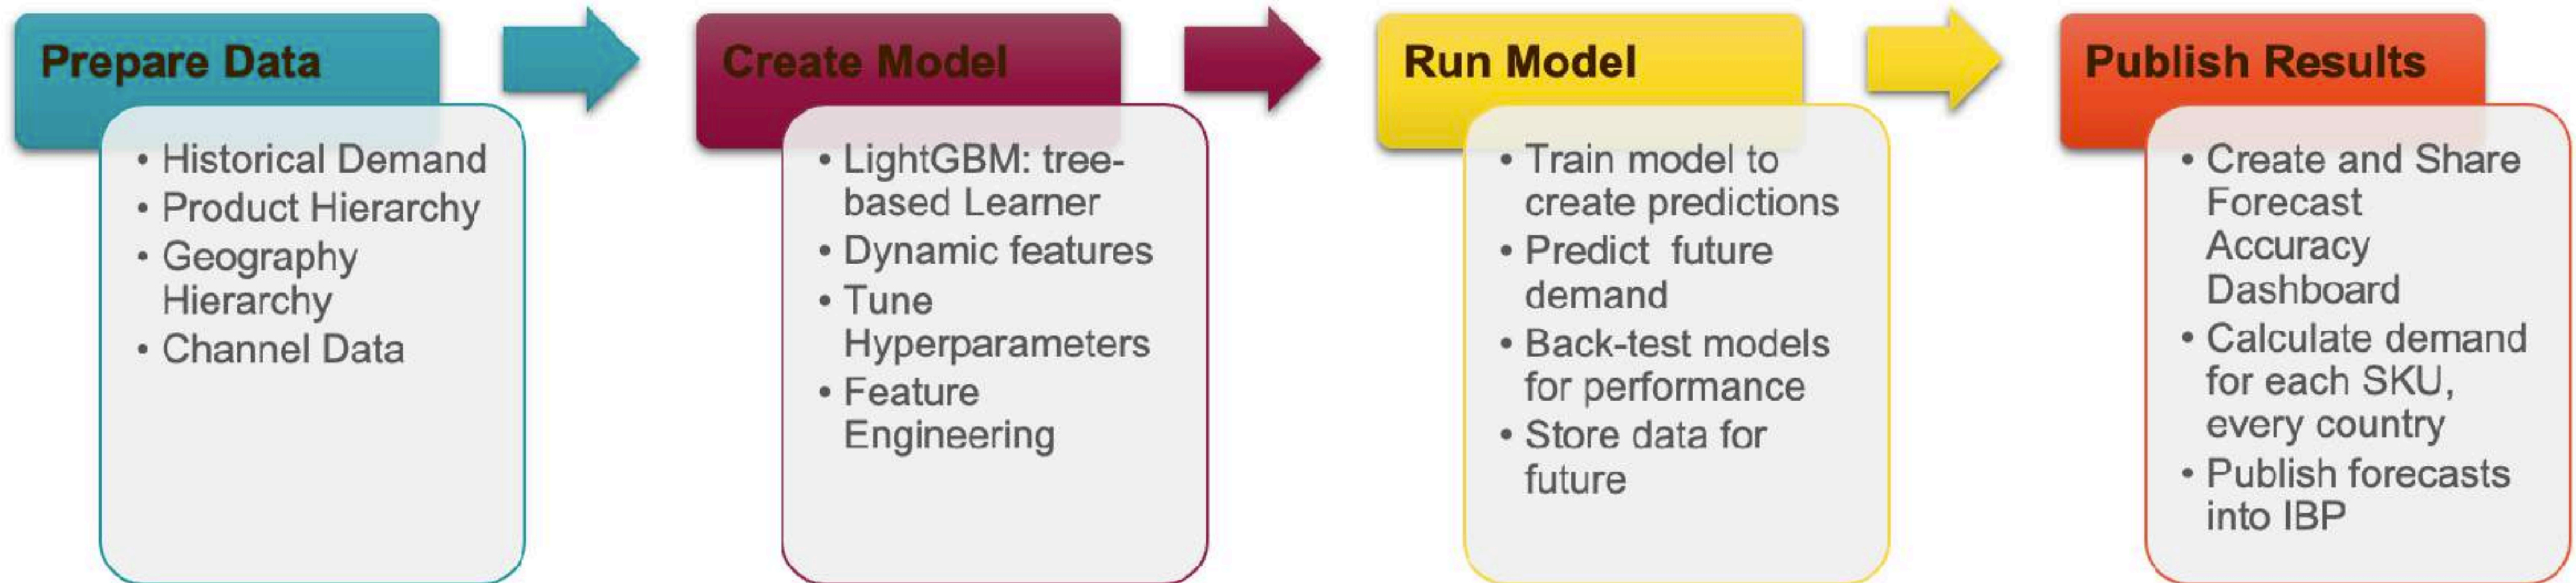 Prepare Data
• Historical Demand
• Product Hierarchy
• Geography
Hierarchy
• Channel Data
Create Model
• LightGBM: tree-
based Learner
• Dynamic features
• Tune
Hyperparameters
• Feature
Engineering
Run Model
• Train model to
create predictions
• Predict future
demand
• Back-test models
for performance
• Store data for
future
Publish Results
• Create and Share
Forecast
Accuracy
Dashboard
• Calculate demand
for each SKU,
every country
• Publish forecasts
into IBP